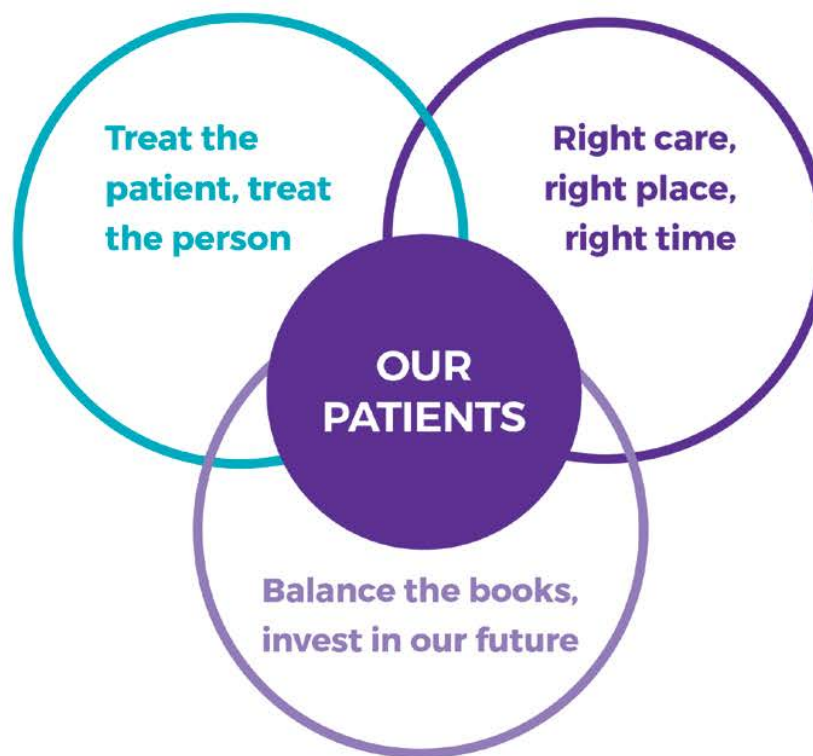 Treat the
patient, treat
the person
Right care,
right place,
right time
OUR
PATIENTS
Balance the books,
invest in our future